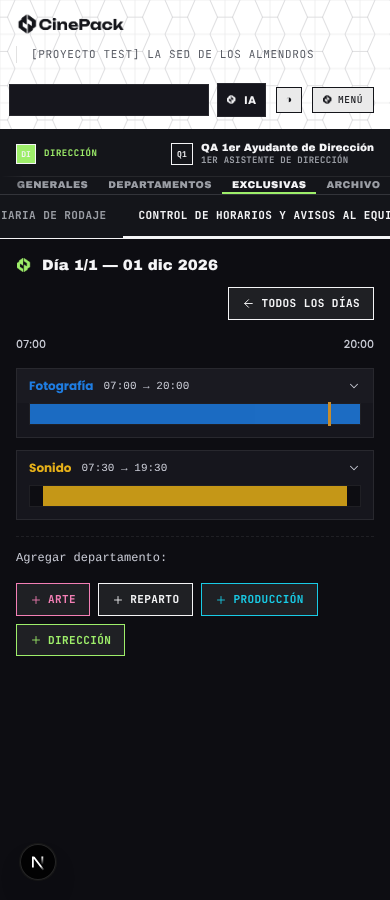 CinePack
[PROYECTO TEST] LA SED DE LOS ALMENDROS
IA
MENÚ
DI
DIRECCIÓN
Q1
QA 1er Ayudante de Dirección
1ER ASISTENTE DE DIRECCIÓN
GENERALES DEPARTAMENTOS EXCLUSIVAS ARCHIVO
IARIA DE RODAJE CONTROL DE HORARIOS Y AVISOS AL EQUI
Día 1/1 — 01 dic 2026
← TODOS LOS DÍAS
07:00 20:00
Fotografía 07:00 → 20:00
Sonido 07:30 → 19:30
Agregar departamento:
+ ARTE + REPARTO + PRODUCCIÓN
+ DIRECCIÓN
N